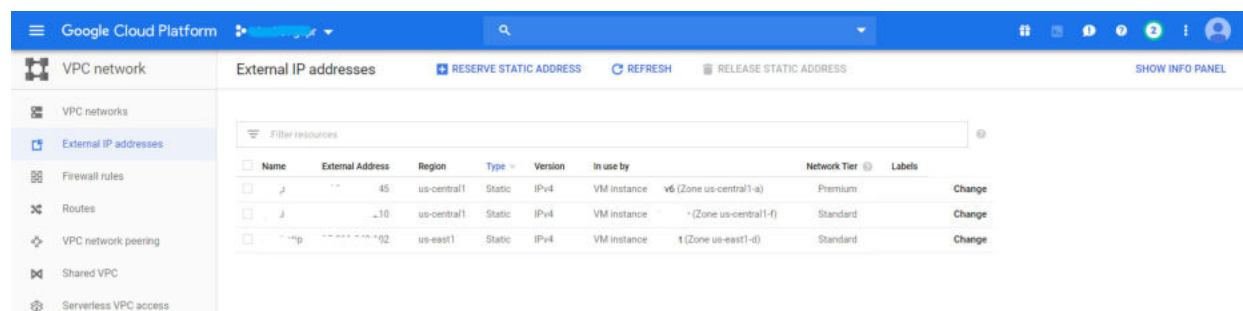 Google Cloud Platform
2
VPC network
External IP addresses
RESERVE STATIC ADDRESS
REFRESH
RELEASE STATIC ADDRESS
SHOW INFO PANEL
VPC networks
External IP addresses
Firewall rules
Routes
VPC network peering
Shared VPC
Serverless VPC access
Filter resources
Name External Address Region Type Version In use by Network Tier Labels
45 us-central1 Static IPv4 VM instance v6 (Zone us-central1-a) Premium Change
10 us-central1 Static IPv4 VM instance (Zone us-central1-f) Standard Change
us-east1 Static IPv4 VM instance t (Zone us-east1-d) Standard Change